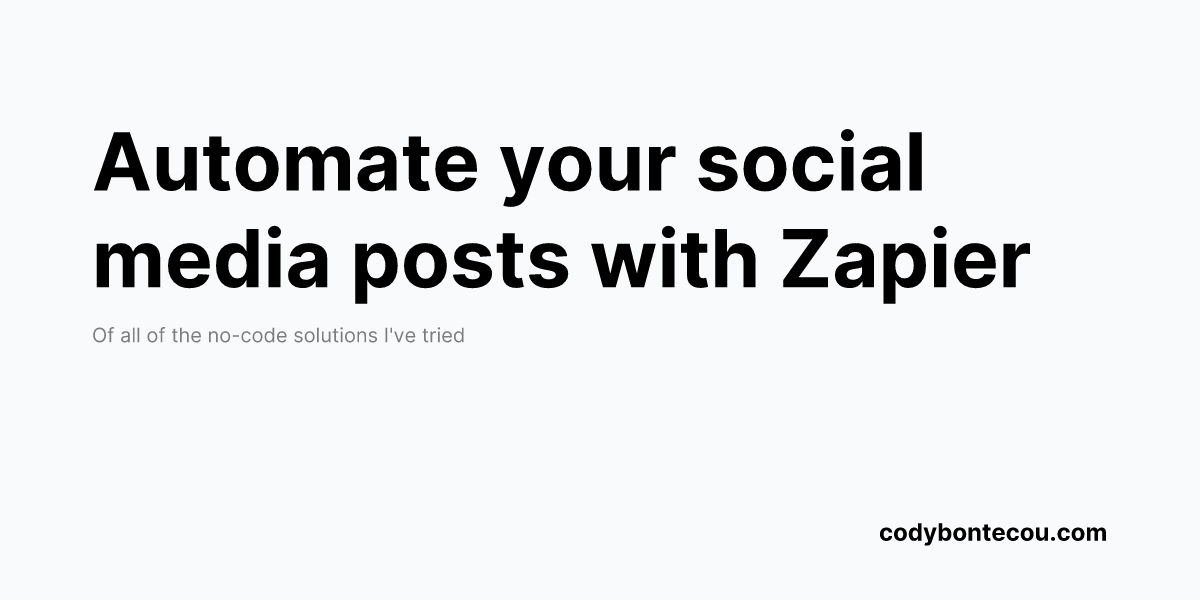 Automate your social
media posts with Zapier
Of all of the no-code solutions I've tried
codybontecou.com